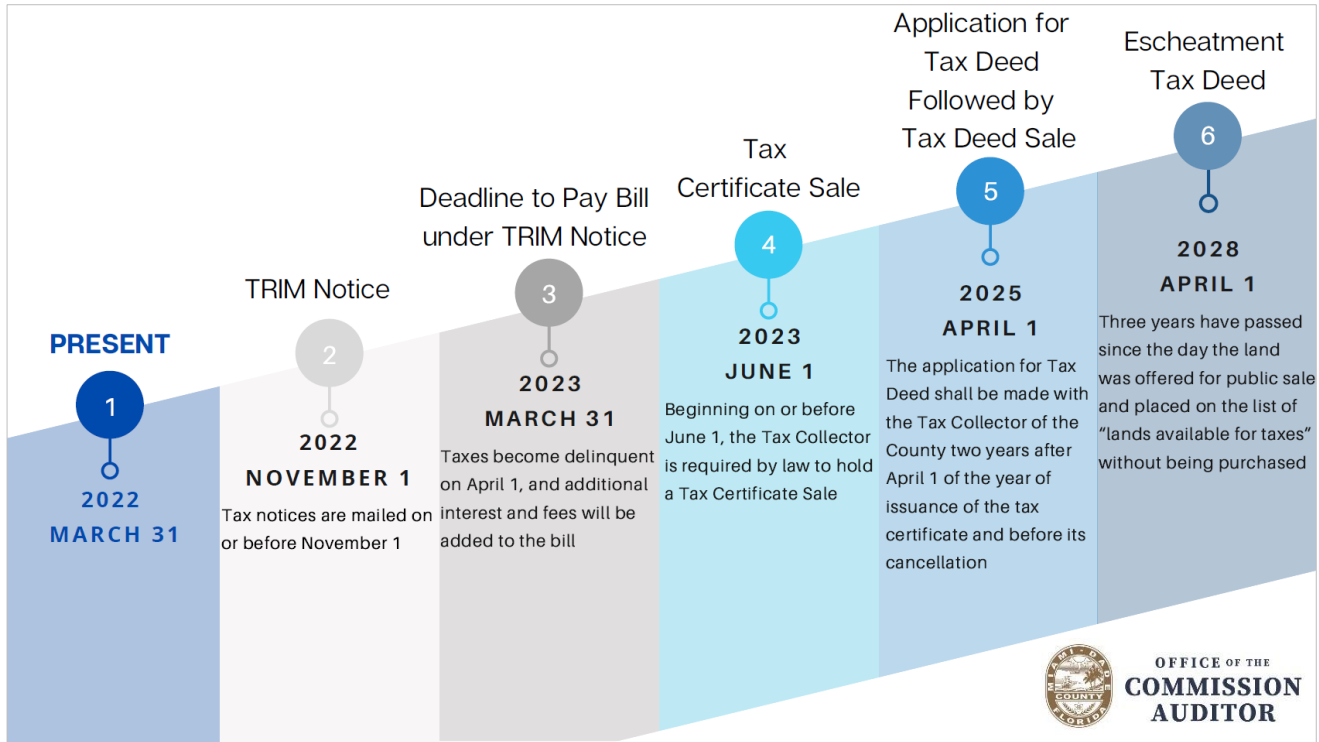 PRESENT
1
2022
MARCH 31
TRIM Notice
2
2022
NOVEMBER 1
Tax notices are mailed on
or before November 1
Deadline to Pay Bill
under TRIM Notice
3
2023
MARCH 31
Taxes become delinquent
on April 1, and additional
interest and fees will be
added to the bill
Tax
Certificate Sale
4
2023
JUNE 1
Beginning on or before
June 1, the Tax Collector
is required by law to hold
a Tax Certificate Sale
Application for
Tax Deed
Followed by
Tax Deed Sale
5
2025
APRIL 1
The application for Tax
Deed shall be made with
the Tax Collector of the
County two years after
April 1 of the year of
issuance of the tax
certificate and before its
cancellation
Escheatment
Tax Deed
6
2028
APRIL 1
Three years have passed
since the day the land
was offered for public sale
and placed on the list of
“lands available for taxes”
without being purchased
MIAMI-DADE
COUNTY
FLORIDA
OFFICE OF THE
COMMISSION
AUDITOR